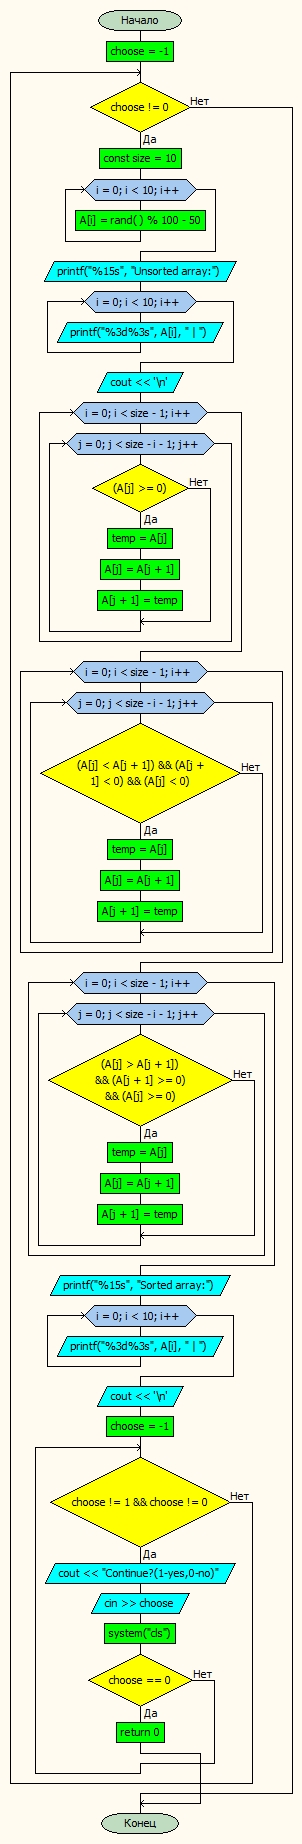 Начало
choose = -1
choose != 0
Нет
Да
const size = 10
i = 0; i < 10; i++
A[i] = rand( ) % 100 - 50
printf("%15s", "Unsorted array:")
i = 0; i < 10; i++
printf("%3d%3s", A[i], " | ")
cout << '\n'
i = 0; i < size - 1; i++
j = 0; j < size - i - 1; j++
(A[j] >= 0)
Нет
Да
temp = A[j]
A[j] = A[j + 1]
A[j + 1] = temp
i = 0; i < size - 1; i++
j = 0; j < size - i - 1; j++
(A[j] < A[j + 1]) && (A[j +
1] < 0) && (A[j] < 0)
Нет
Да
temp = A[j]
A[j] = A[j + 1]
A[j + 1] = temp
i = 0; i < size - 1; i++
j = 0; j < size - i - 1; j++
(A[j] > A[j + 1])
&& (A[j + 1] >= 0)
&& (A[j] >= 0)
Нет
Да
temp = A[j]
A[j] = A[j + 1]
A[j + 1] = temp
printf("%15s", "Sorted array:")
i = 0; i < 10; i++
printf("%3d%3s", A[i], " | ")
cout << '\n'
choose = -1
choose != 1 && choose != 0
Нет
Да
cout << "Continue?(1-yes,0-no)"
cin >> choose
system("cls")
choose == 0
Нет
Да
return 0
Конец